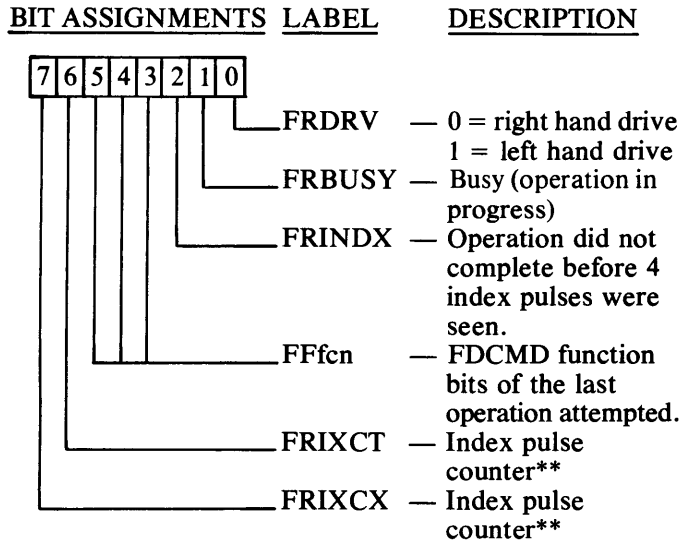 BIT ASSIGNMENTS LABEL DESCRIPTION
7 6 5 4 3 2 1 0
FRDRV — 0 = right hand drive
1 = left hand drive
FRBUSY — Busy (operation in
progress)
FRINDX — Operation did not
complete before 4
index pulses were
seen.
FFfcn — FDCMD function
bits of the last
operation attempted.
FRIXCT — Index pulse
counter**
FRIXCX — Index pulse
counter**